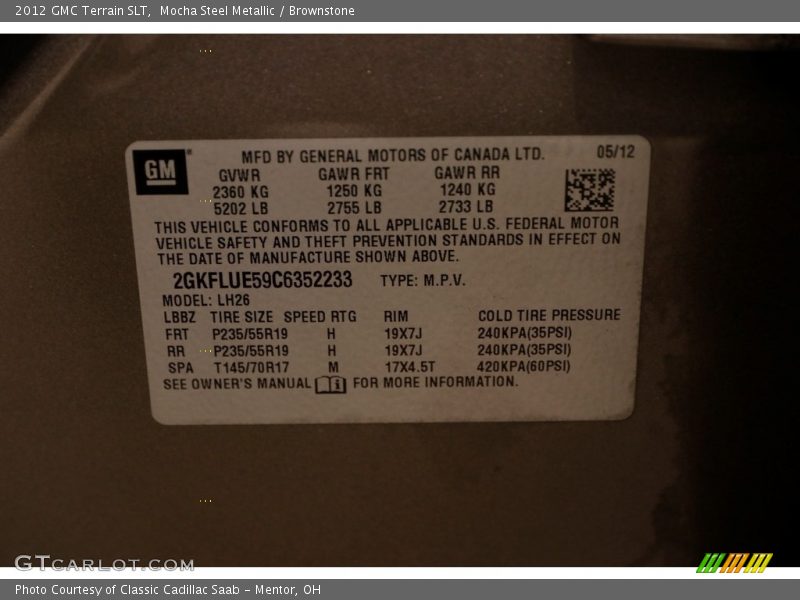 2012 GMC Terrain SLT,  Mocha Steel Metallic / Brownstone
GM
MFD BY GENERAL MOTORS OF CANADA LTD. 05/12
GVWR GAWR FRT GAWR RR
2360 KG 1250 KG 1240 KG
5202 LB 2755 LB 2733 LB
THIS VEHICLE CONFORMS TO ALL APPLICABLE U.S. FEDERAL MOTOR
VEHICLE SAFETY AND THEFT PREVENTION STANDARDS IN EFFECT ON
THE DATE OF MANUFACTURE SHOWN ABOVE.
2GKFLUE59C6352233 TYPE: M.P.V.
MODEL: LH26
LBBZ TIRE SIZE SPEED RTG RIM COLD TIRE PRESSURE
FRT P235/55R19 H 19X7J 240KPA(35PSI)
RR P235/55R19 H 19X7J 240KPA(35PSI)
SPA T145/70R17 M 17X4.5T 420KPA(60PSI)
SEE OWNER'S MANUAL FOR MORE INFORMATION.
GTCARLOT.COM
Photo Courtesy of Classic Cadillac Saab - Mentor, OH